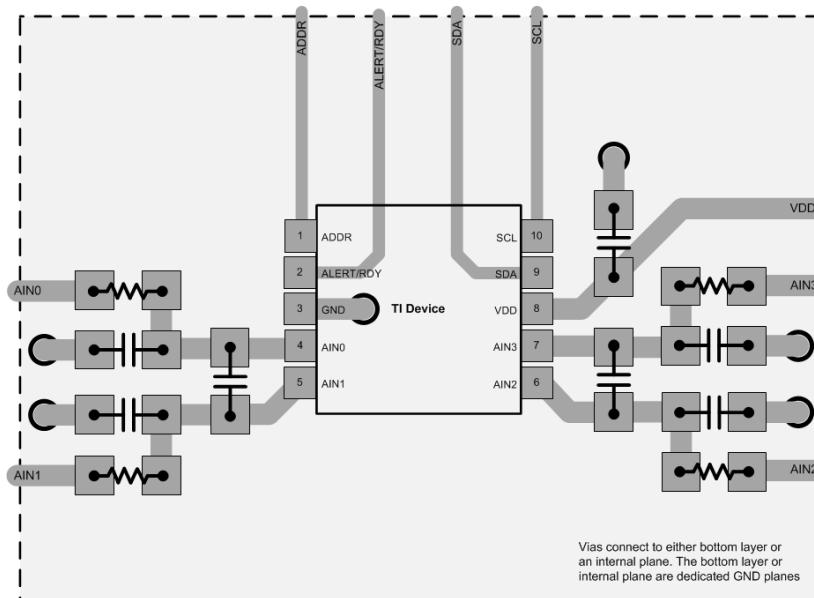 ADDR
ALERT/RDY
SDA
SCL
VDD
1 ADDR
SCL 10
2 ALERT/RDY
SDA 9
3 GND
TI Device
VDD 8
4 AIN0
AIN3 7
5 AIN1
AIN2 6
AIN0
AIN3
AIN1
AIN2
Vias connect to either bottom layer or
an internal plane. The bottom layer or
internal plane are dedicated GND planes